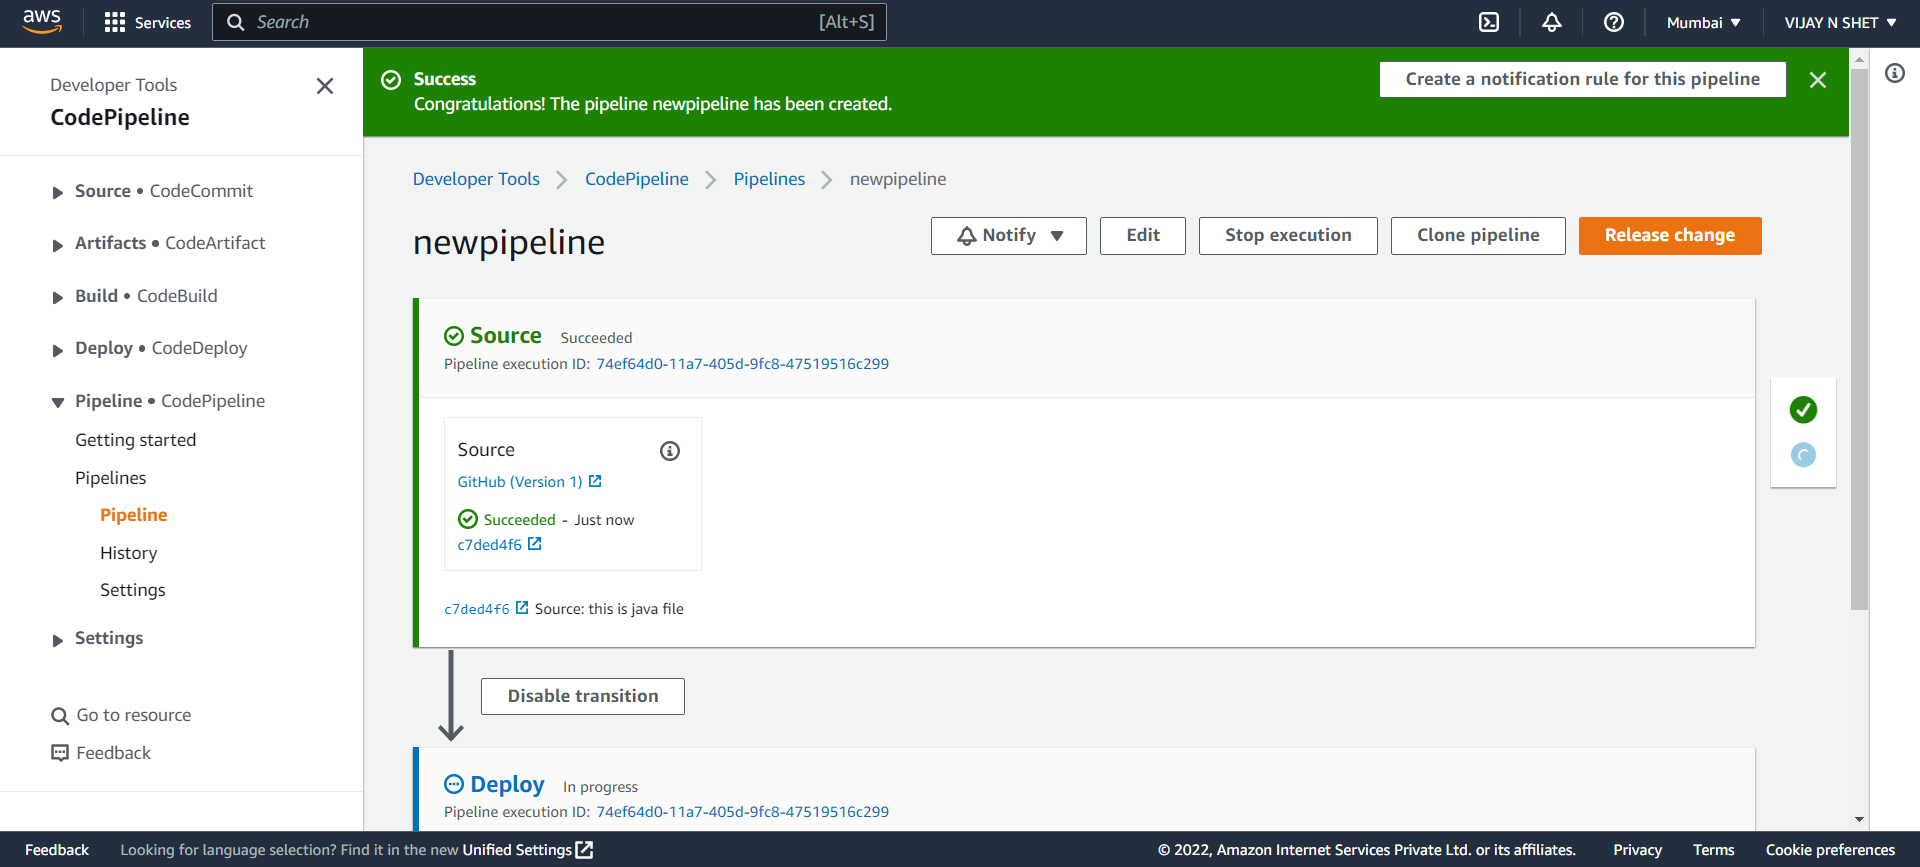 aws
Services
Search
[Alt+S]
Mumbai
VIJAY N SHET
Developer Tools
CodePipeline
Source • CodeCommit
Artifacts • CodeArtifact
Build • CodeBuild
Deploy • CodeDeploy
Pipeline • CodePipeline
Getting started
Pipelines
Pipeline
History
Settings
Settings
Go to resource
Feedback
Success
Congratulations! The pipeline newpipeline has been created.
Create a notification rule for this pipeline
Developer Tools
CodePipeline
Pipelines
newpipeline
newpipeline
Notify
Edit
Stop execution
Clone pipeline
Release change
Source Succeeded
Pipeline execution ID: 74ef64d0-11a7-405d-9fc8-47519516c299
Source
GitHub (Version 1)
Succeeded - Just now
c7ded4f6
c7ded4f6 Source: this is java file
Disable transition
Deploy In progress
Pipeline execution ID: 74ef64d0-11a7-405d-9fc8-47519516c299
Feedback
Looking for language selection? Find it in the new Unified Settings
© 2022, Amazon Internet Services Private Ltd. or its affiliates.
Privacy
Terms
Cookie preferences